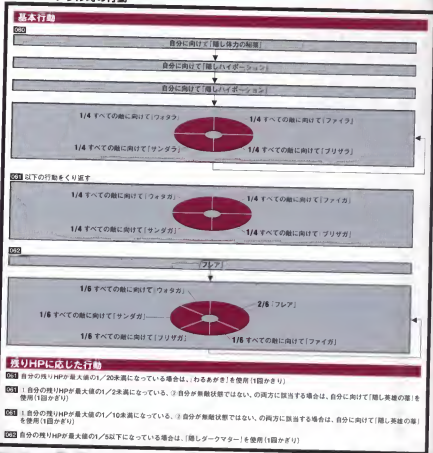 基本行動
060
自分に向けて「隠し体力の秘薬」
自分に向けて「隠しハイポーション」
自分に向けて「隠しハイポーション」
1/4 すべての敵に向けて「ウォタラ」
1/4 すべての敵に向けて「ファイラ」
1/4 すべての敵に向けて「サンダラ」
1/4 すべての敵に向けて「ブリザラ」
061 以下の行動をくり返す
1/4 すべての敵に向けて「ウォタガ」
1/4 すべての敵に向けて「ファイガ」
1/4 すべての敵に向けて「サンダガ」
1/4 すべての敵に向けて「ブリザガ」
062
「フレア」
1/6 すべての敵に向けて「ウォタガ」
2/6「フレア」
1/6 すべての敵に向けて「サンダガ」
1/6 すべての敵に向けて「ブリザガ」
1/6 すべての敵に向けて「ファイガ」
残りHPに応じた行動
061 自分の残りHPが最大値の1／20未満になっている場合は、「わるあがき」を使用(1回かぎり)
061 ①自分の残りHPが最大値の1／2未満になっている、②自分が無敵状態ではない、の両方に該当する場合は、自分に向けて「隠し英雄の薬」を
使用(1回かぎり)
061 ①自分の残りHPが最大値の1／10未満になっている、②自分が無敵状態ではない、の両方に該当する場合は、自分に向けて「隠し英雄の薬」
を使用(1回かぎり)
062 自分の残りHPが最大値の1／5以下になっている場合は、「隠しダークマター」を使用(1回かぎり)